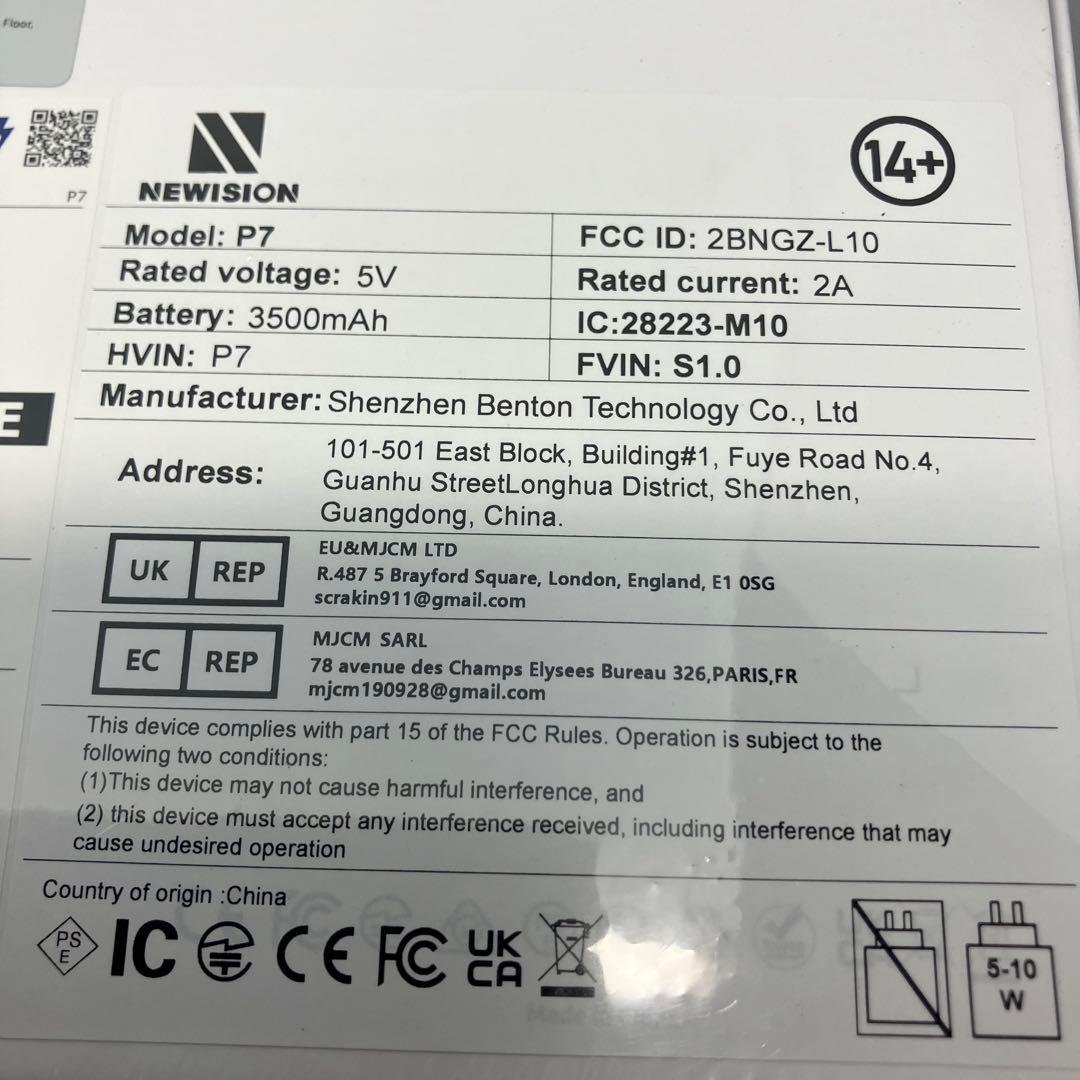 Floor,
P7
NEWISION
14+
Model: P7
FCC ID: 2BNGZ-L10
Rated voltage: 5V
Rated current: 2A
Battery: 3500mAh
IC:28223-M10
HVIN: P7
FVIN: S1.0
Manufacturer: Shenzhen Benton Technology Co., Ltd
Address:
101-501 East Block, Building#1, Fuye Road No.4,
Guanhu StreetLonghua District, Shenzhen,
Guangdong, China.
UK REP
EU&MJCM LTD
R.487 5 Brayford Square, London, England, E1 0SG
scrakin911@gmail.com
EC REP
MJCM SARL
78 avenue des Champs Elysees Bureau 326,PARIS,FR
mjcm190928@gmail.com
This device complies with part 15 of the FCC Rules. Operation is subject to the
following two conditions:
(1)This device may not cause harmful interference, and
(2) this device must accept any interference received, including interference that may
cause undesired operation
Country of origin :China
PS
E
IC
CE
FC
UK
CA
5-10
W
E